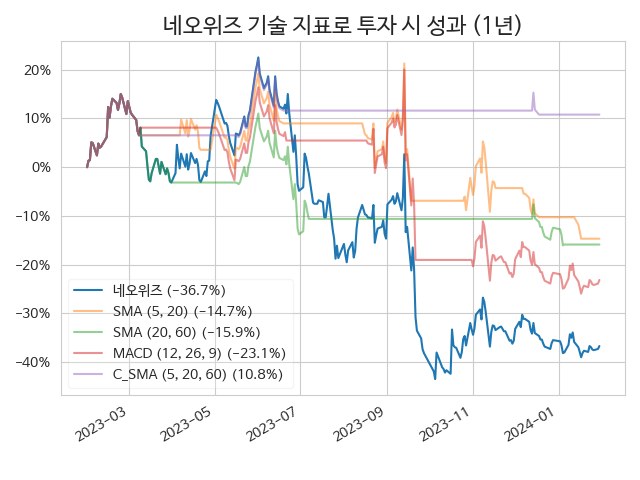 네오위즈 기술 지표로 투자 시 성과 (1년)
20%
10%
0%
−10%
−20%
−30%
−40%
네오위즈 (−36.7%)
SMA (5, 20) (−14.7%)
SMA (20, 60) (−15.9%)
MACD (12, 26, 9) (−23.1%)
C_SMA (5, 20, 60) (10.8%)
2023−03
2023−05
2023−07
2023−09
2023−11
2024−01